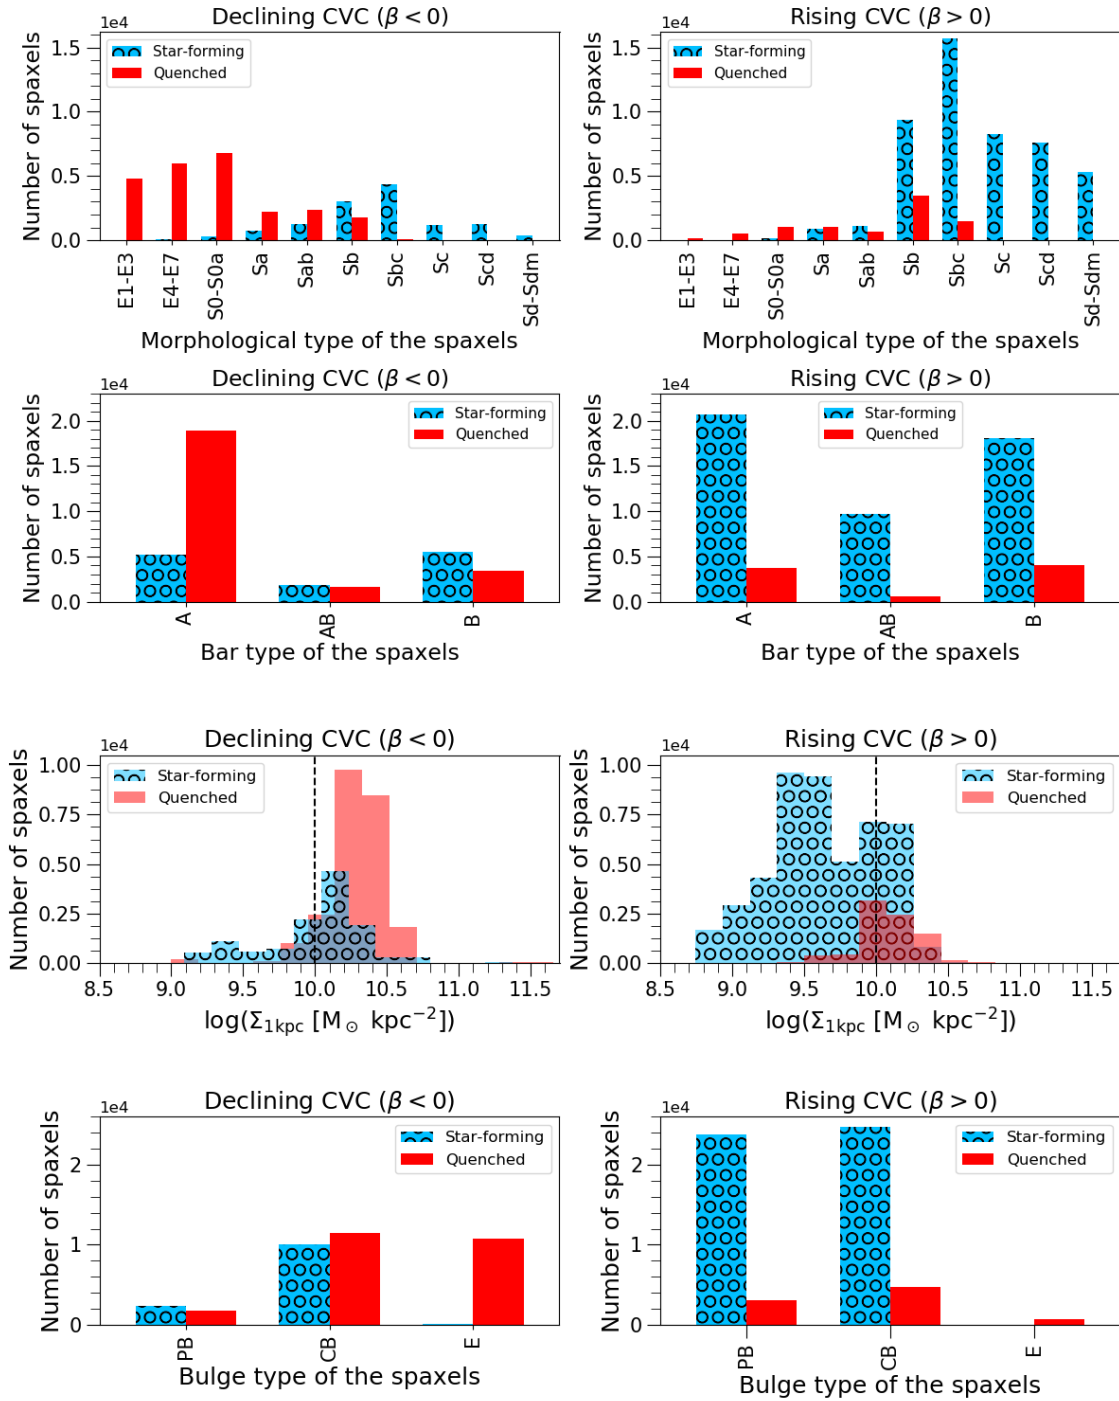 Declining CVC (β < 0)
1e4
Star-forming
Quenched
Number of spaxels
1.5
1.0
0.5
0.0
E1-E3
E4-E7
S0-S0a
Sa
Sab
Sb
Sbc
Sc
Scd
Sd-Sdm
Morphological type of the spaxels
Rising CVC (β > 0)
1e4
Star-forming
Quenched
Number of spaxels
1.5
1.0
0.5
0.0
E1-E3
E4-E7
S0-S0a
Sa
Sab
Sb
Sbc
Sc
Scd
Sd-Sdm
Morphological type of the spaxels
Declining CVC (β < 0)
1e4
Star-forming
Quenched
Number of spaxels
2.0
1.5
1.0
0.5
0.0
A
AB
B
Bar type of the spaxels
Rising CVC (β > 0)
1e4
Star-forming
Quenched
Number of spaxels
2.0
1.5
1.0
0.5
0.0
A
AB
B
Bar type of the spaxels
Declining CVC (β < 0)
1e4
Star-forming
Quenched
Number of spaxels
1.00
0.75
0.50
0.25
0.00
8.5 9.0 9.5 10.0 10.5 11.0 11.5
log(Σ1kpc [M⊙ kpc−2])
Rising CVC (β > 0)
1e4
Star-forming
Quenched
Number of spaxels
1.00
0.75
0.50
0.25
0.00
8.5 9.0 9.5 10.0 10.5 11.0 11.5
log(Σ1kpc [M⊙ kpc−2])
Declining CVC (β < 0)
1e4
Star-forming
Quenched
Number of spaxels
2
1
0
PB
CB
E
Bulge type of the spaxels
Rising CVC (β > 0)
1e4
Star-forming
Quenched
Number of spaxels
2
1
0
PB
CB
E
Bulge type of the spaxels